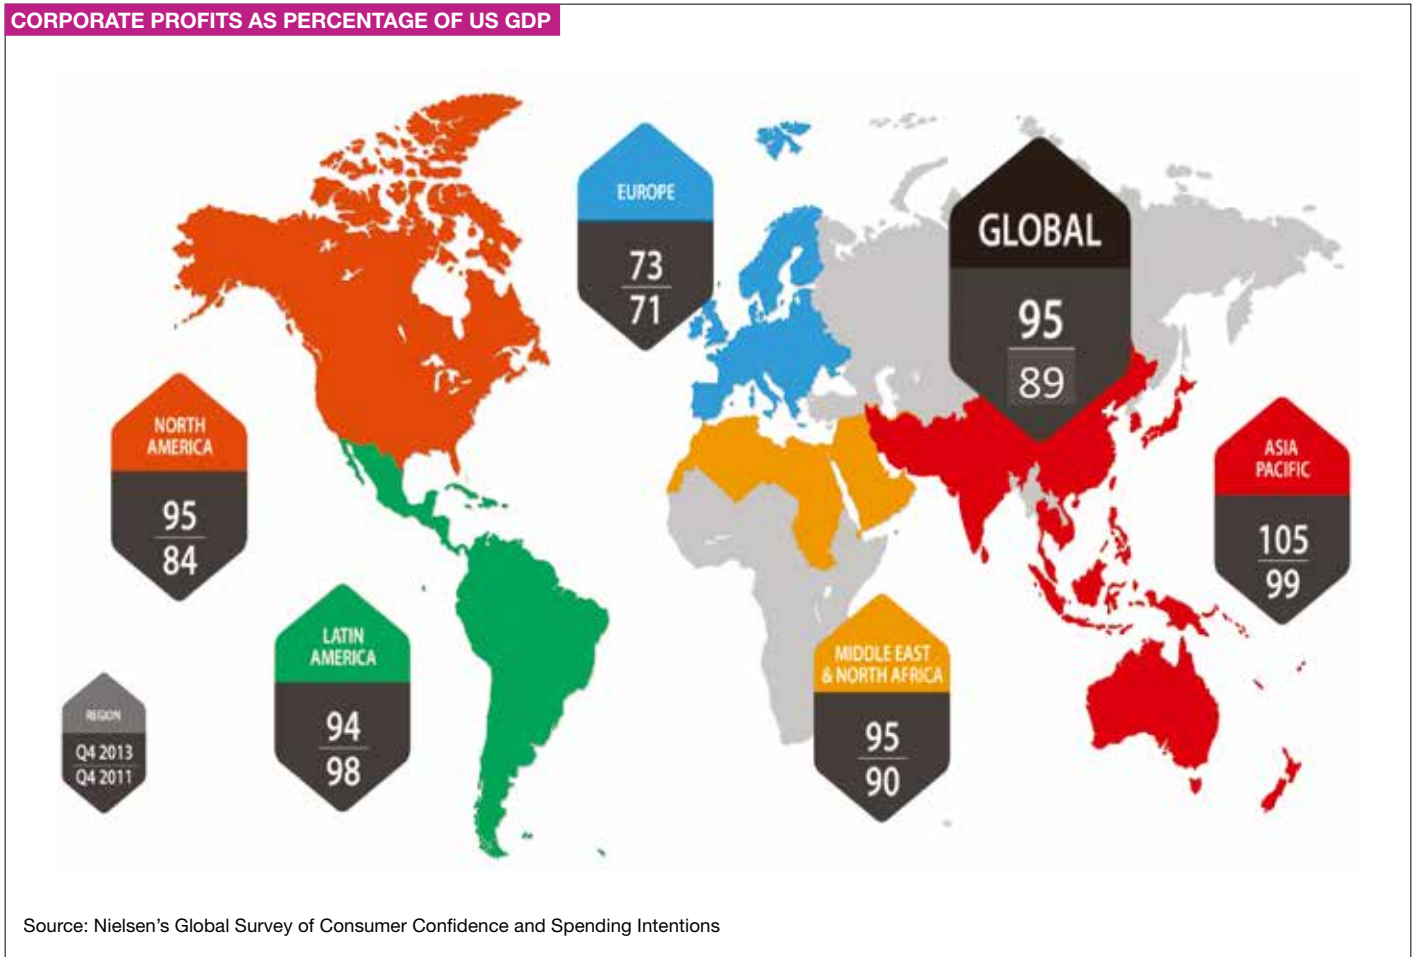 CORPORATE PROFITS AS PERCENTAGE OF US GDP
EUROPE
73
71
GLOBAL
95
89
NORTH
AMERICA
95
84
ASIA
PACIFIC
105
99
LATIN
AMERICA
94
98
MIDDLE EAST
& NORTH AFRICA
95
90
REGION
Q4 2013
Q4 2011
Source: Nielsen’s Global Survey of Consumer Confidence and Spending Intentions